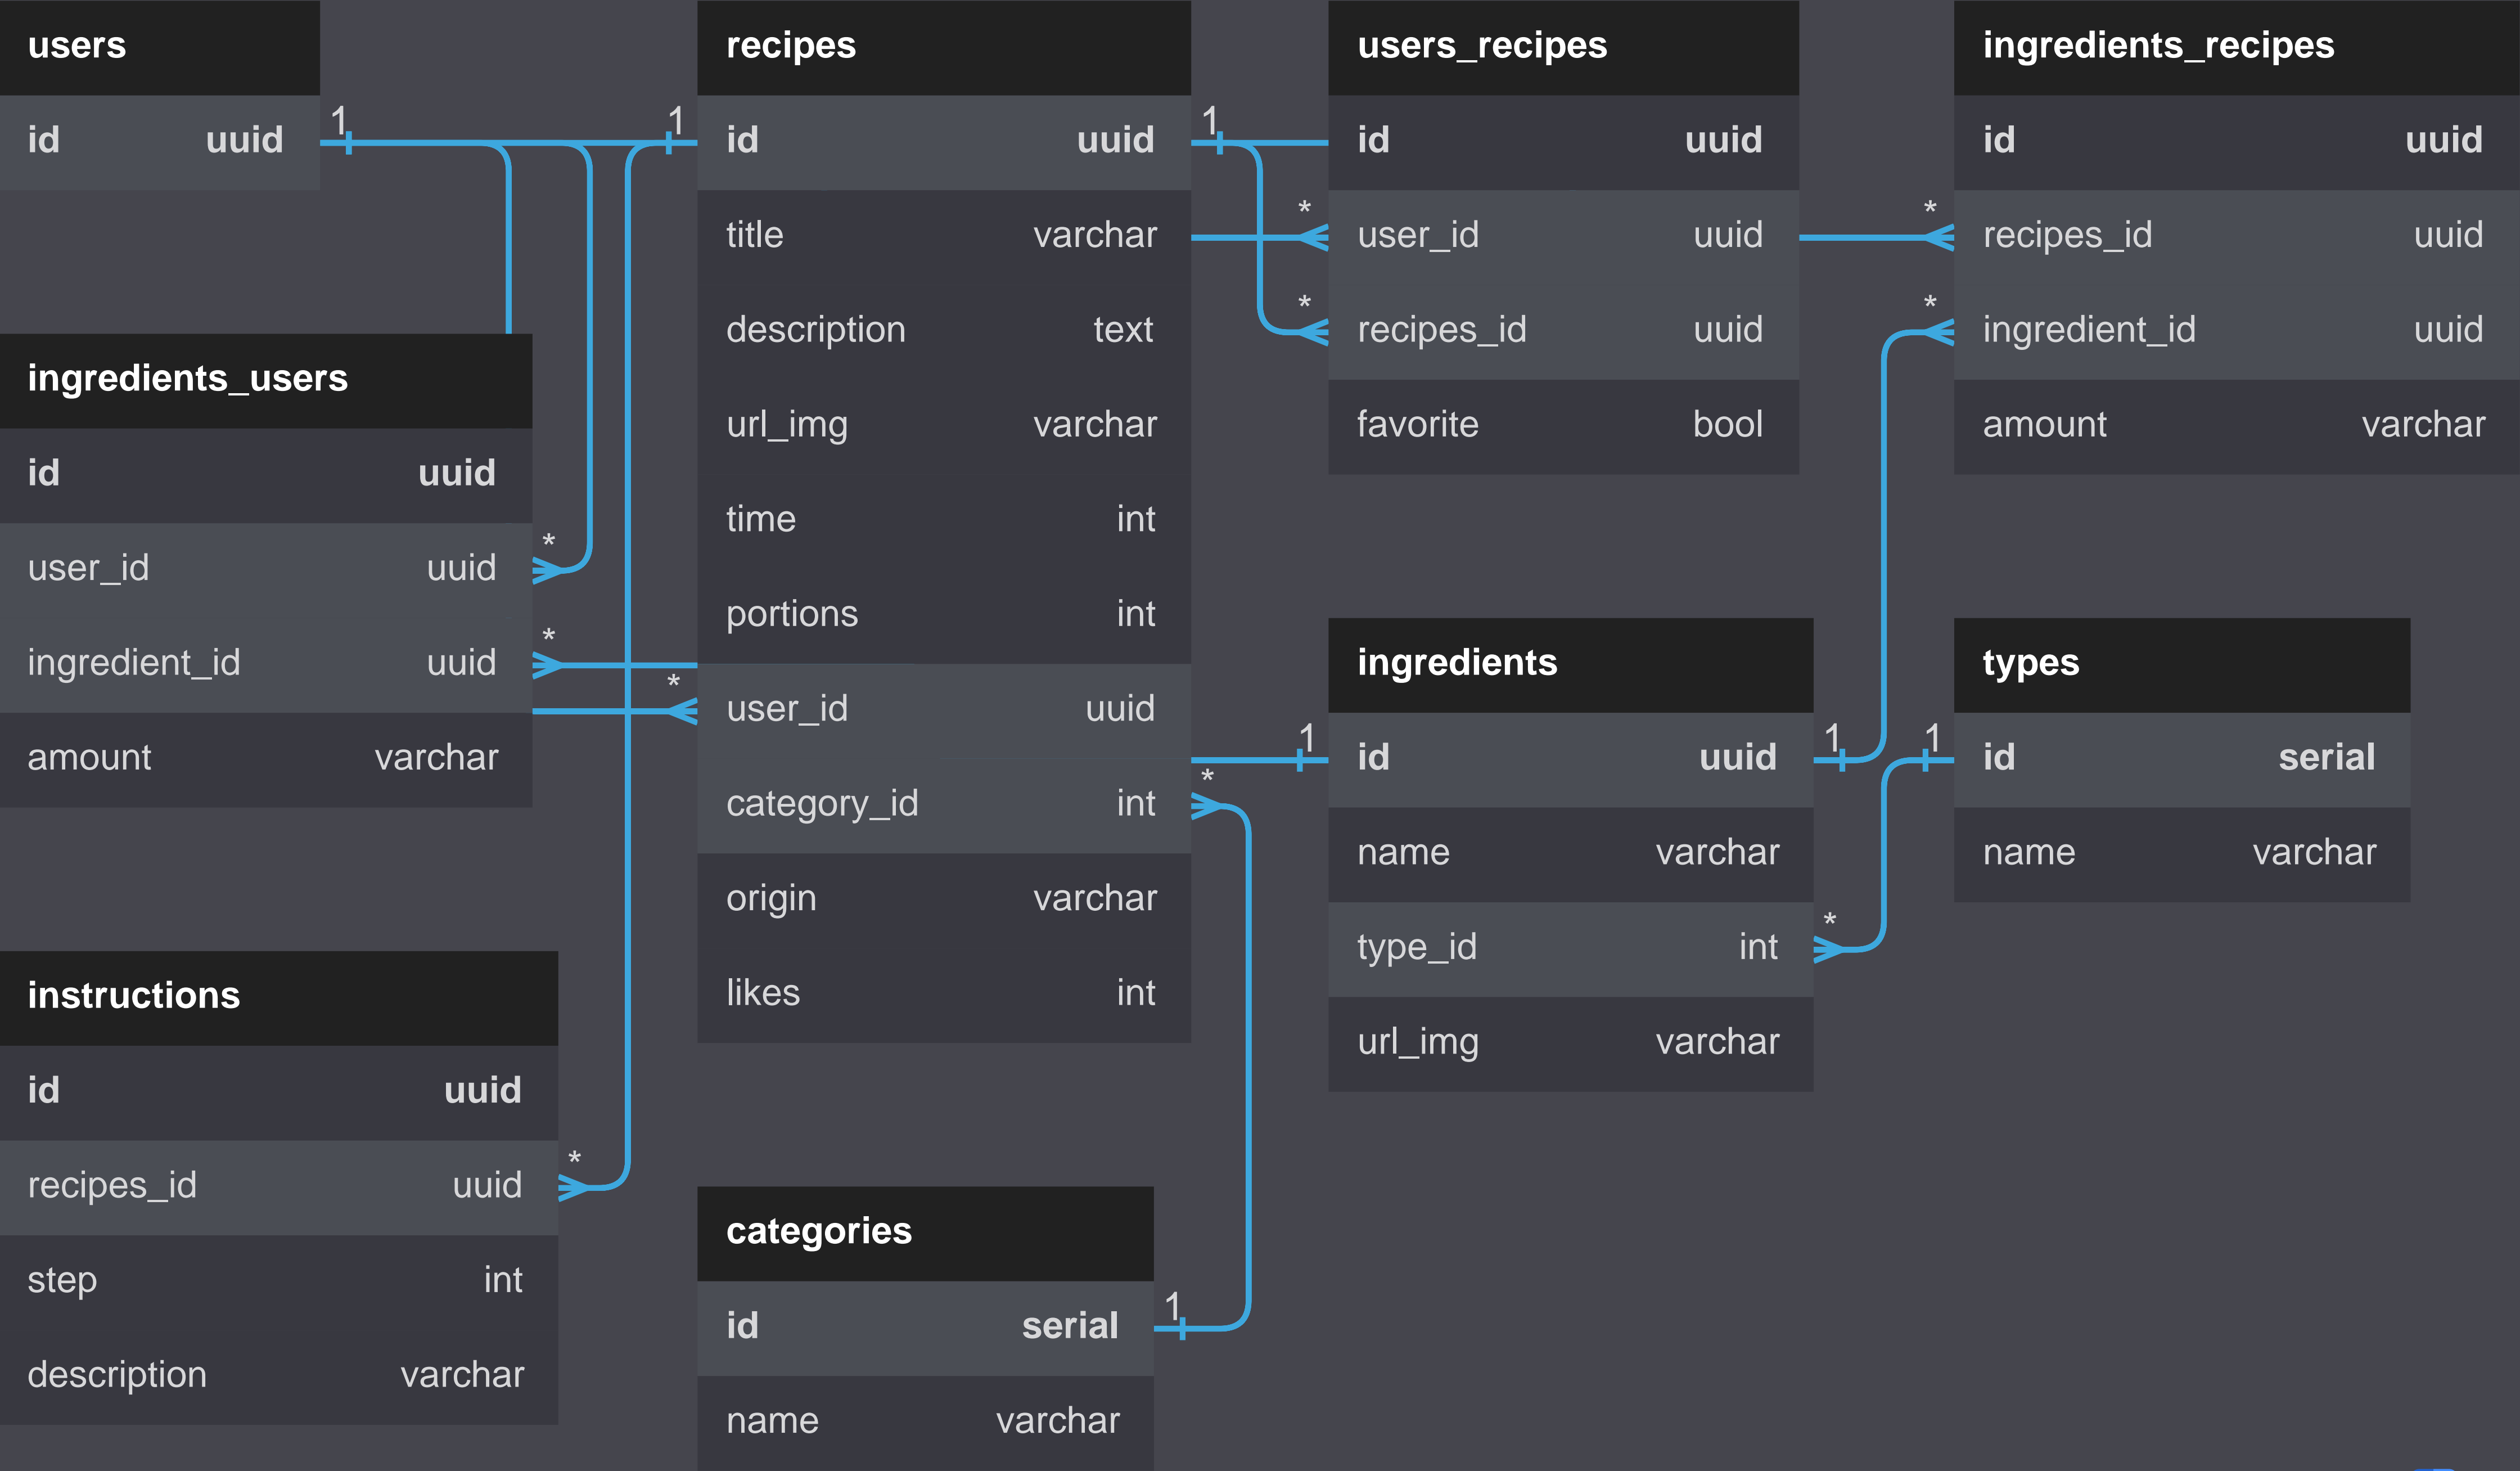 users
id uuid
recipes
id uuid
title varchar
description text
url_img varchar
time int
portions int
user_id uuid
category_id int
origin varchar
likes int
users_recipes
id uuid
user_id uuid
recipes_id uuid
favorite bool
ingredients_recipes
id uuid
recipes_id uuid
ingredient_id uuid
amount varchar
ingredients_users
id uuid
user_id uuid
ingredient_id uuid
amount varchar
ingredients
id uuid
name varchar
type_id int
url_img varchar
types
id serial
name varchar
instructions
id uuid
recipes_id uuid
step int
description varchar
categories
id serial
name varchar
1
1
1
*
*
*
*
*
*
*
1
1
1
*
*
*
1